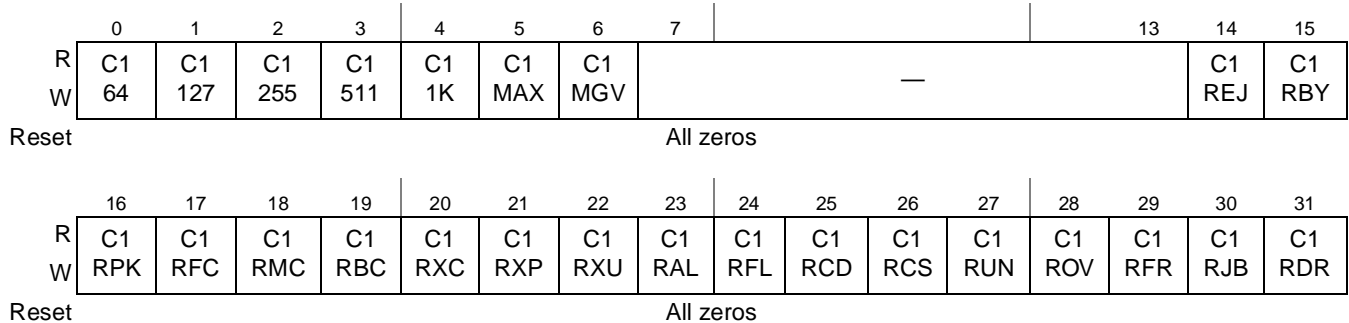 0 1 2 3 4 5 6 7 13 14 15
R C1 C1 C1 C1 C1 C1 C1 — C1 C1
W 64 127 255 511 1K MAX MGV REJ RBY
Reset All zeros
16 17 18 19 20 21 22 23 24 25 26 27 28 29 30 31
R C1 C1 C1 C1 C1 C1 C1 C1 C1 C1 C1 C1 C1 C1 C1 C1
W RPK RFC RMC RBC RXC RXP RXU RAL RFL RCD RCS RUN ROV RFR RJB RDR
Reset All zeros